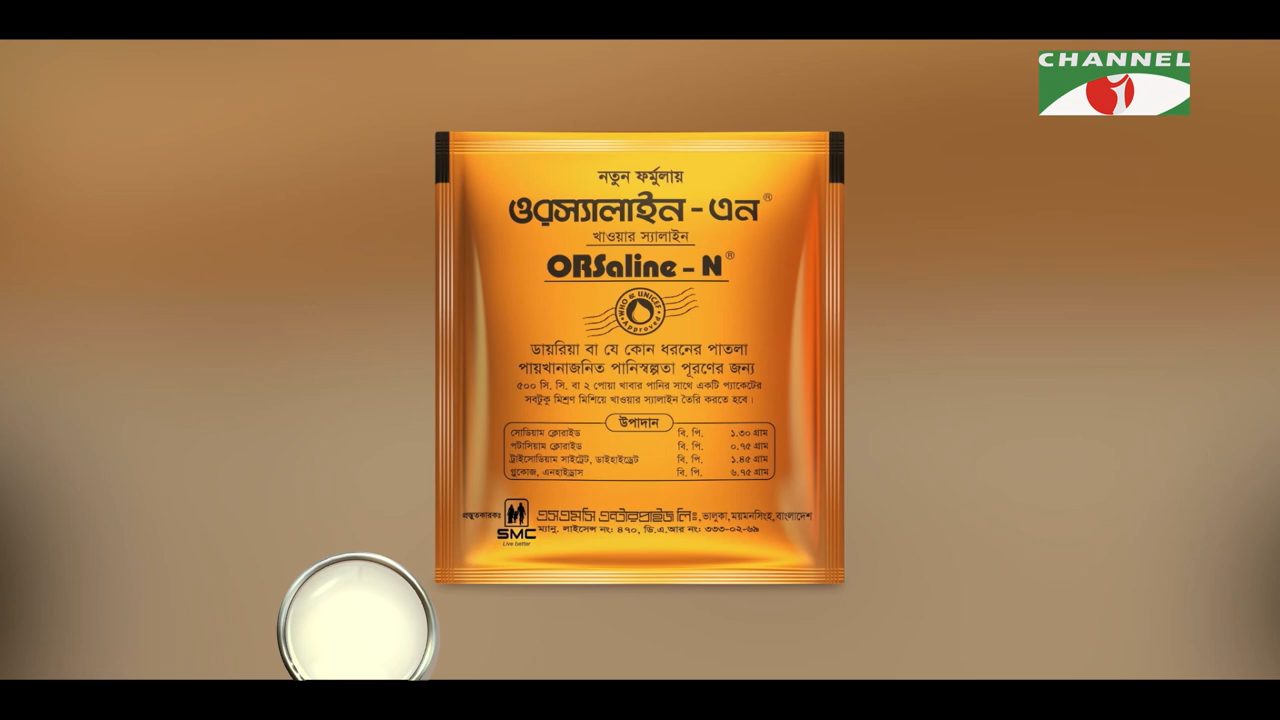 CHANNEL i
নতুন ফর্মুলায়
ওরস্যালাইন - এন ®
খাওয়ার স্যালাইন
ORSaline - N ®
WHO & UNICEF
Approved
ডায়রিয়া বা যে কোন ধরনের পাতলা
পায়খানাজনিত পানিস্বল্পতা পূরণের জন্য
৫০০ সি. সি. বা ২ পোয়া খাবার পানির সাথে একটি প্যাকেটের
সবটুকু মিশ্রণ মিশিয়ে খাওয়ার স্যালাইন তৈরি করতে হবে।
উপাদান
সোডিয়াম ক্লোরাইড বি. পি. ১.৩০ গ্রাম
পটাসিয়াম ক্লোরাইড বি. পি. ০.৭৫ গ্রাম
ট্রাইসোডিয়াম সাইট্রেট, ডাইহাইড্রেট বি. পি. ১.৪৫ গ্রাম
গ্লুকোজ, এনহাইড্রাস বি. পি. ৬.৭৫ গ্রাম
প্রস্তুতকারকঃ SMC এসএমসি এন্টারপ্রাইজ লিঃ, ভালুকা, ময়মনসিংহ, বাংলাদেশ
Live better ম্যানু. লাইসেন্স নং: ৪৭০, ডি.এ.আর নং: ৩৩৩-০২-৬৯